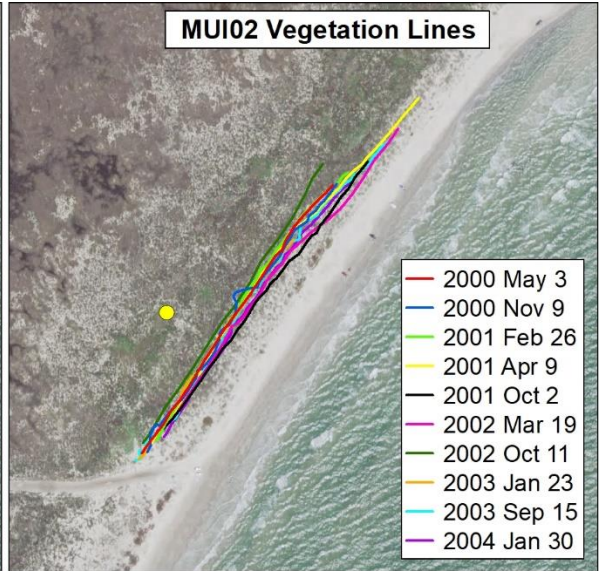 MUI02 Vegetation Lines
2000 May 3
2000 Nov 9
2001 Feb 26
2001 Apr 9
2001 Oct 2
2002 Mar 19
2002 Oct 11
2003 Jan 23
2003 Sep 15
2004 Jan 30